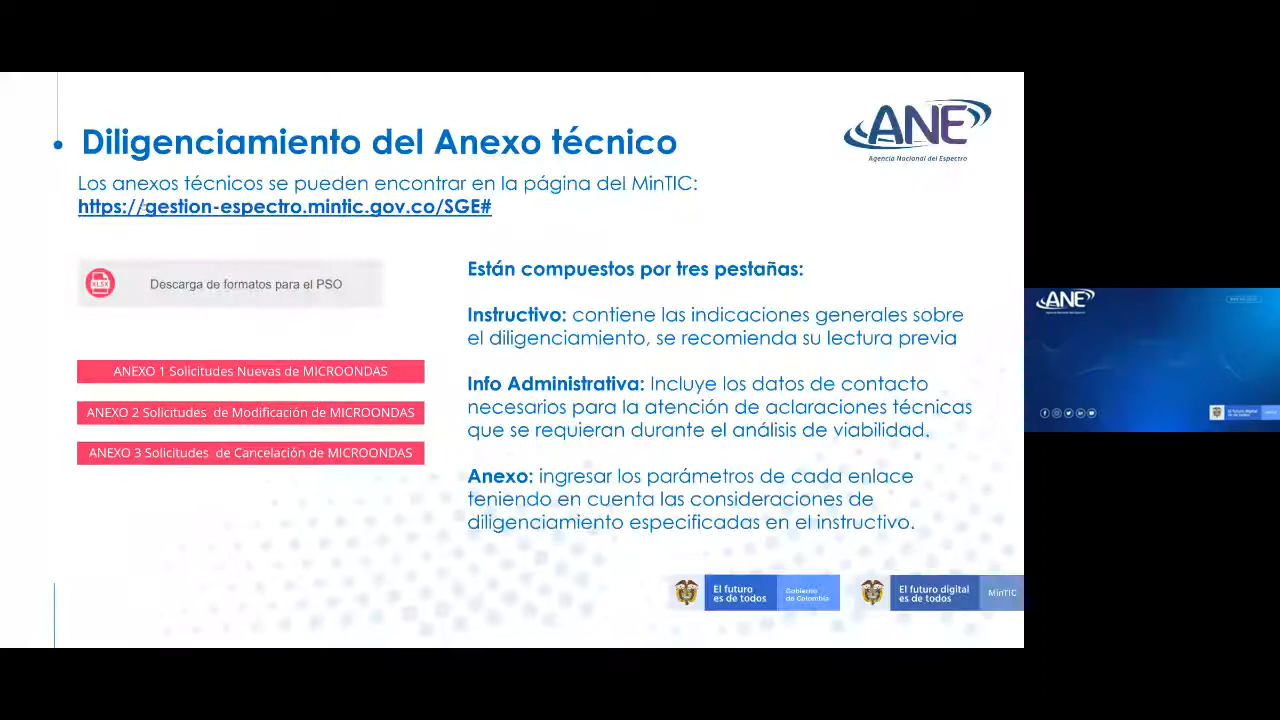 ANE
Agencia Nacional del Espectro
• Diligenciamiento del Anexo técnico
Los anexos técnicos se pueden encontrar en la página del MinTIC:
https://gestion-espectro.mintic.gov.co/SGE#
XLSX
Descarga de formatos para el PSO
ANEXO 1 Solicitudes Nuevas de MICROONDAS
ANEXO 2 Solicitudes de Modificación de MICROONDAS
ANEXO 3 Solicitudes de Cancelación de MICROONDAS
Están compuestos por tres pestañas:
Instructivo: contiene las indicaciones generales sobre
el diligenciamiento, se recomienda su lectura previa
Info Administrativa: Incluye los datos de contacto
necesarios para la atención de aclaraciones técnicas
que se requieran durante el análisis de viabilidad.
Anexo: ingresar los parámetros de cada enlace
teniendo en cuenta las consideraciones de
diligenciamiento especificadas en el instructivo.
El futuro
es de todos
Gobierno
de Colombia
El futuro digital
es de todos
MinTIC
ANE
El futuro digital
es de todos